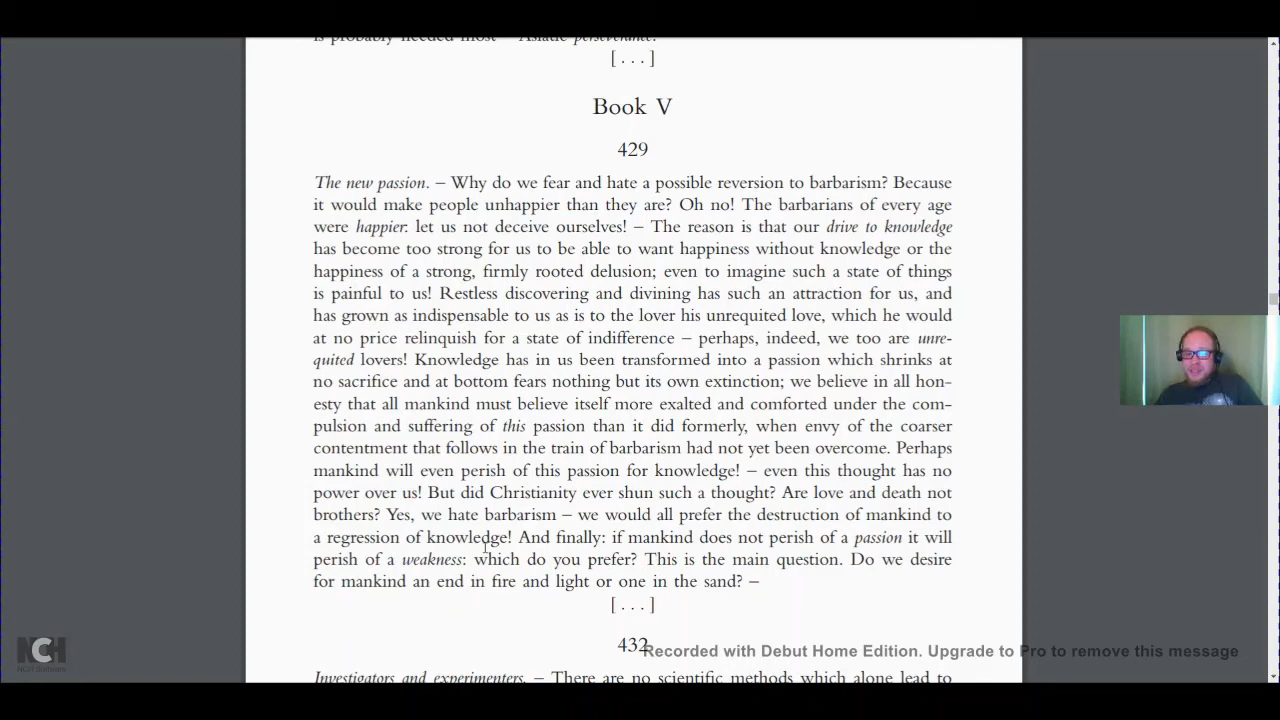 is probably needed most – Asiatic perseverance.
[ . . . ]
Book V
429
The new passion. – Why do we fear and hate a possible reversion to barbarism? Because
it would make people unhappier than they are? Oh no! The barbarians of every age
were happier: let us not deceive ourselves! – The reason is that our drive to knowledge
has become too strong for us to be able to want happiness without knowledge or the
happiness of a strong, firmly rooted delusion; even to imagine such a state of things
is painful to us! Restless discovering and divining has such an attraction for us, and
has grown as indispensable to us as is to the lover his unrequited love, which he would
at no price relinquish for a state of indifference – perhaps, indeed, we too are unre-
quited lovers! Knowledge has in us been transformed into a passion which shrinks at
no sacrifice and at bottom fears nothing but its own extinction; we believe in all hon-
esty that all mankind must believe itself more exalted and comforted under the com-
pulsion and suffering of this passion than it did formerly, when envy of the coarser
contentment that follows in the train of barbarism had not yet been overcome. Perhaps
mankind will even perish of this passion for knowledge! – even this thought has no
power over us! But did Christianity ever shun such a thought? Are love and death not
brothers? Yes, we hate barbarism – we would all prefer the destruction of mankind to
a regression of knowledge! And finally: if mankind does not perish of a passion it will
perish of a weakness: which do you prefer? This is the main question. Do we desire
for mankind an end in fire and light or one in the sand? –
[ . . . ]
432
Recorded with Debut Home Edition. Upgrade to Pro to remove this message
Investigators and experimenters. – There are no scientific methods which alone lead to
NCH
NCH Software